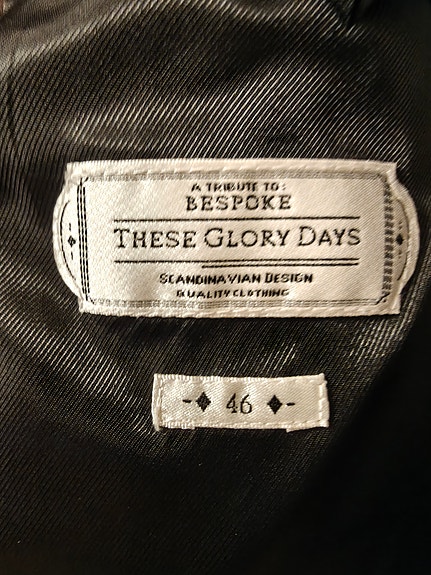 A TRIBUTE TO:
BESPOKE
THESE GLORY DAYS
SCANDINAVIAN DESIGN
QUALITY CLOTHING
-♦ 46 ♦-